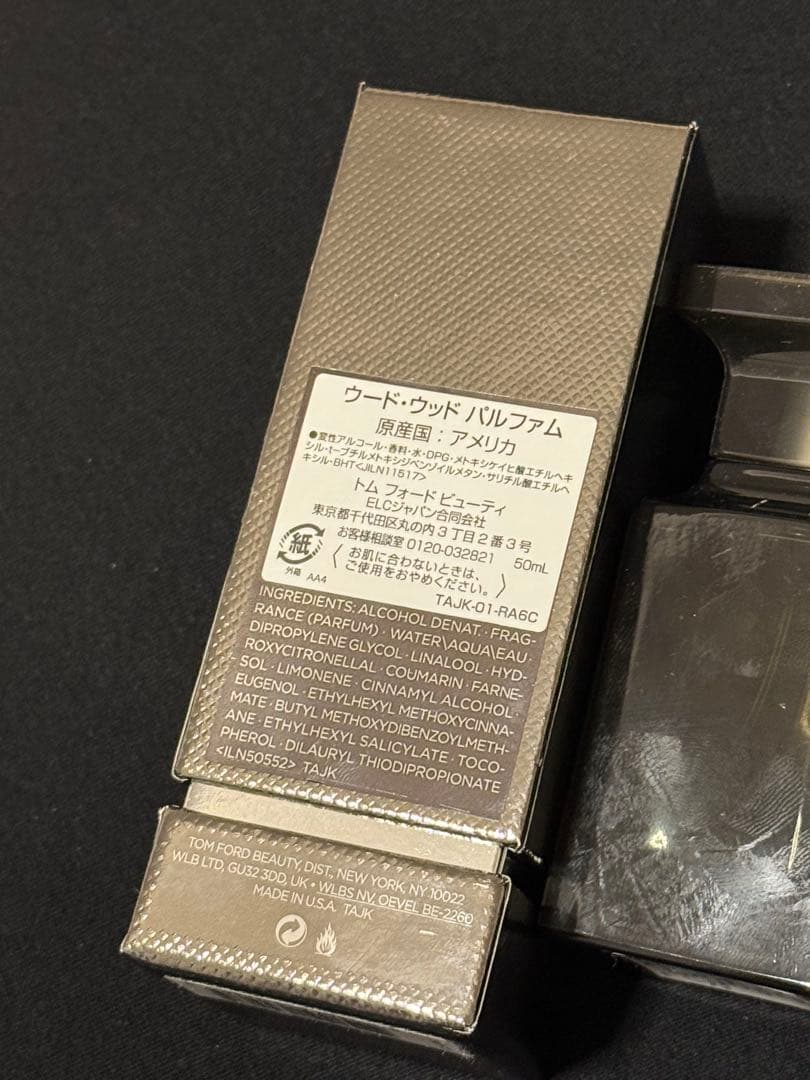 ウード・ウッド パルファム
原産国：アメリカ
●変性アルコール・香料・水・DPG・メトキシケイヒ酸エチルヘキ
シル・t-ブチルメトキシジベンゾイルメタン・サリチル酸エチルヘ
キシル・BHT<JILN11517>
トム フォード ビューティ
ELCジャパン合同会社
東京都千代田区丸の内3丁目2番3号
お客様相談室 0120-032821 50mL
紙
外箱 AA4
〈お肌に合わないときは、
ご使用をおやめください。〉
TAJK-01-RA6C
INGREDIENTS: ALCOHOL DENAT. · FRAG-
RANCE (PARFUM) · WATER\AQUA\EAU ·
DIPROPYLENE GLYCOL · LINALOOL · HYD-
ROXYCITRONELLAL · COUMARIN · FARNE-
SOL · LIMONENE · CINNAMYL ALCOHOL ·
EUGENOL · ETHYLHEXYL METHOXYCINNA-
MATE · BUTYL METHOXYDIBENZOYLMETH-
ANE · ETHYLHEXYL SALICYLATE · TOCO-
PHEROL · DILAURYL THIODIPROPIONATE
<ILN50552> TAJK
TOM FORD BEAUTY, DIST., NEW YORK, NY 10022
WLB LTD, GU32 3DD, UK · WLBS NV, OEVEL BE-2260
MADE IN U.S.A. TAJK